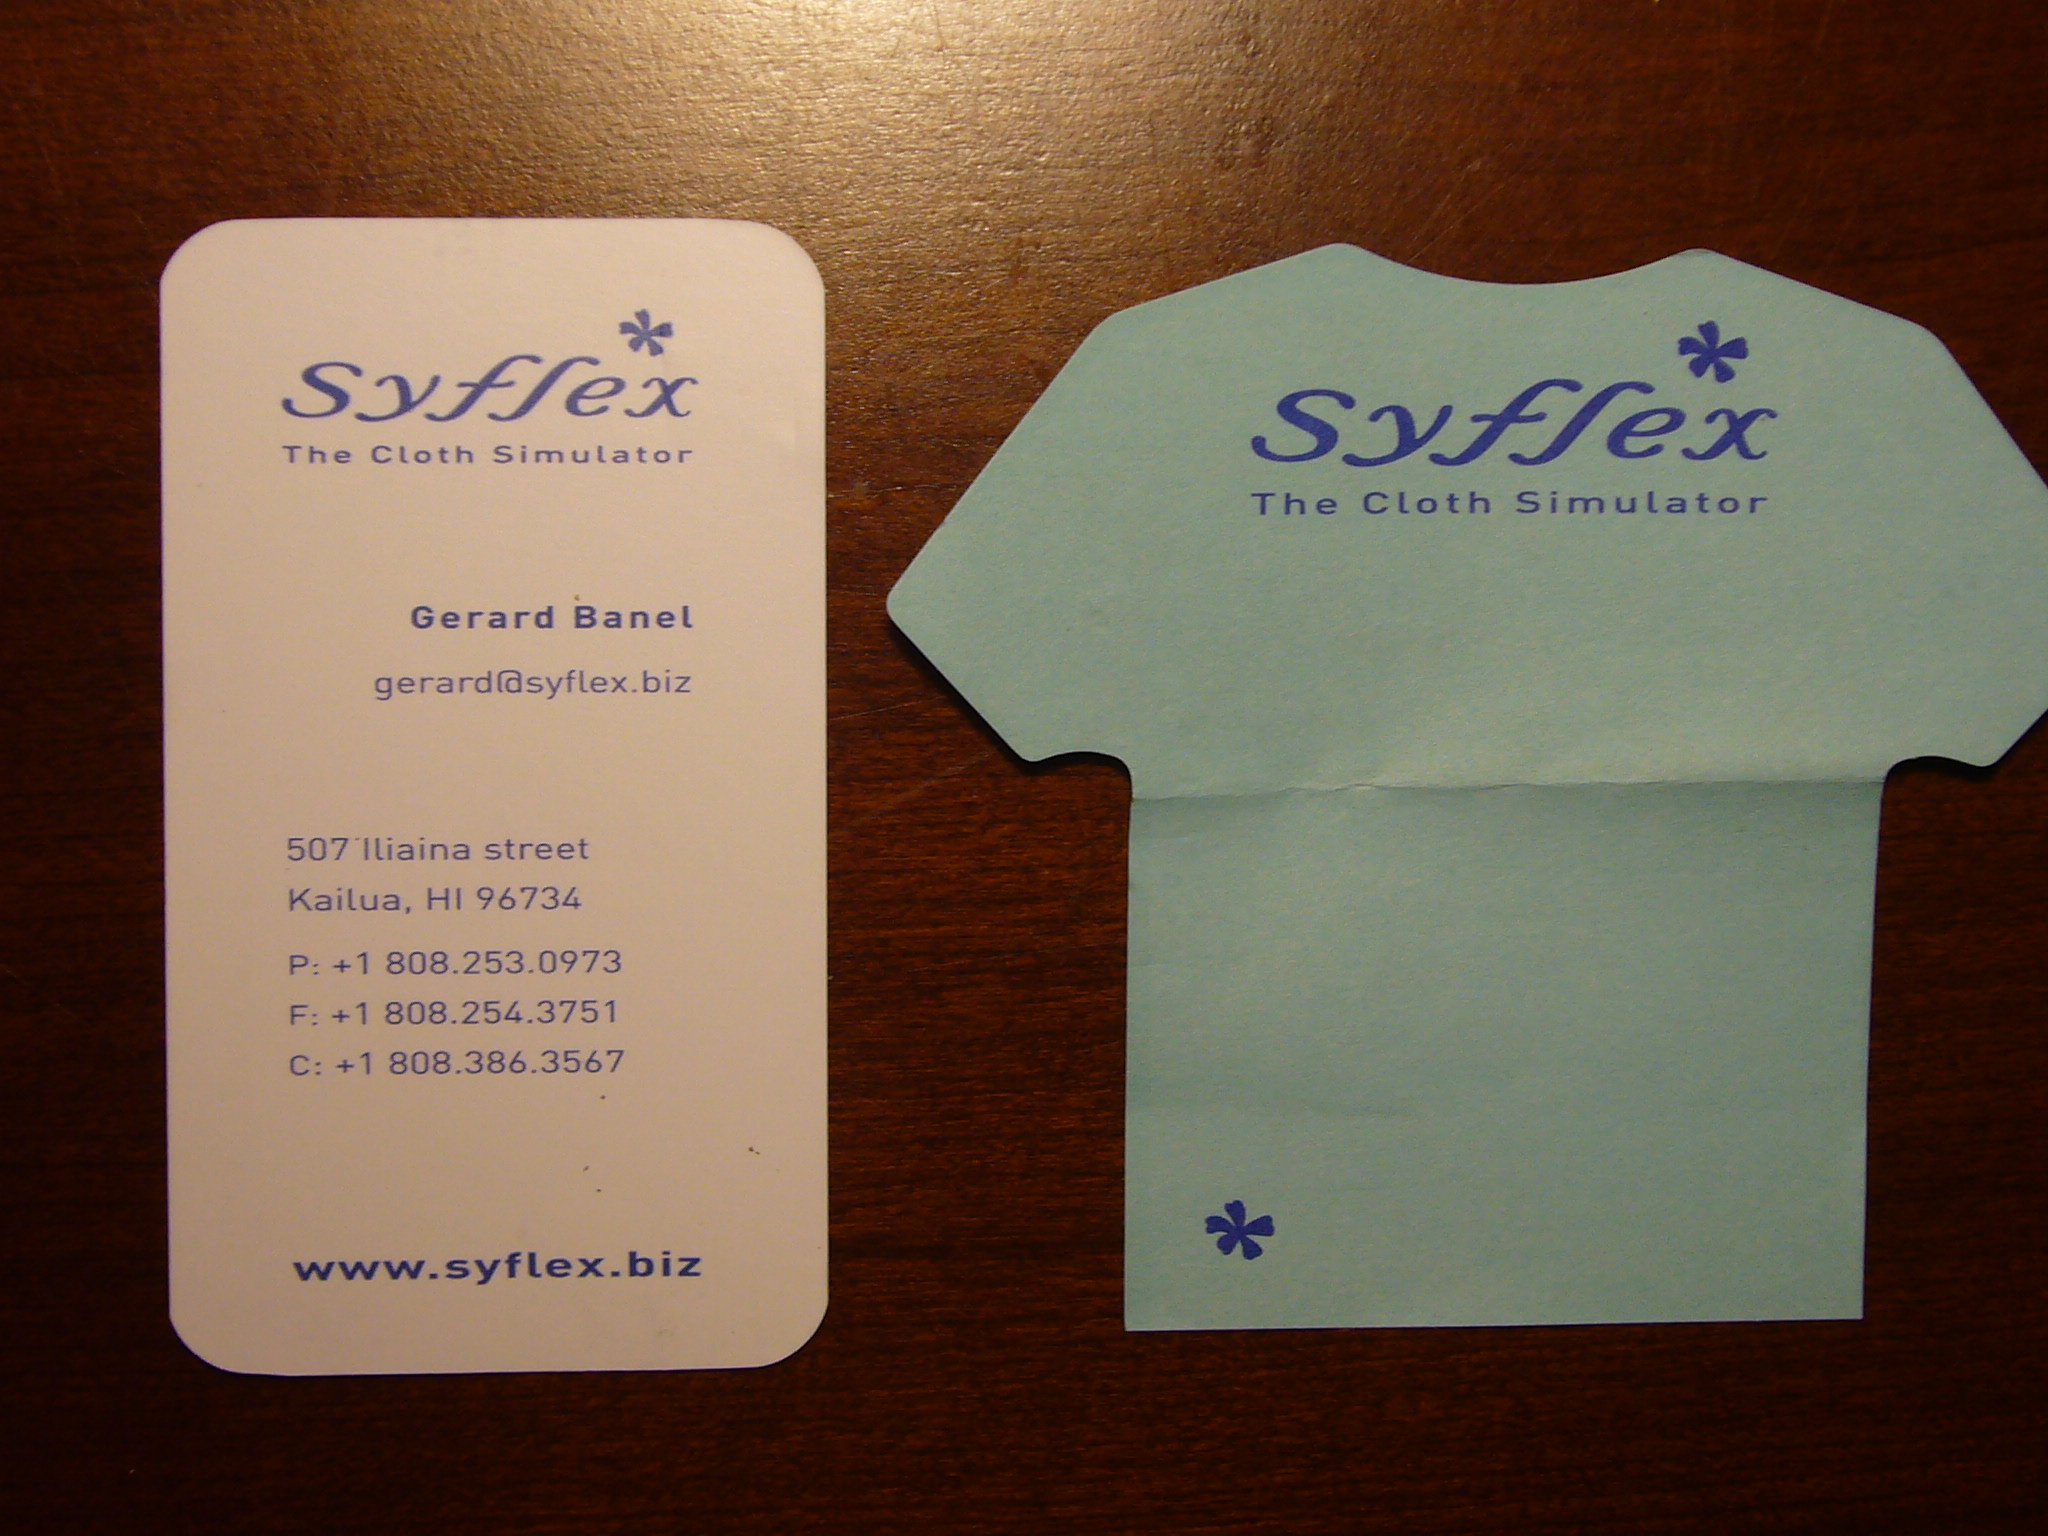 Syflex
The Cloth Simulator
Gerard Banel
gerard@syflex.biz
507 Iliaina street
Kailua, HI 96734
P: +1 808.253.0973
F: +1 808.254.3751
C: +1 808.386.3567
www.syflex.biz
Syflex
The Cloth Simulator